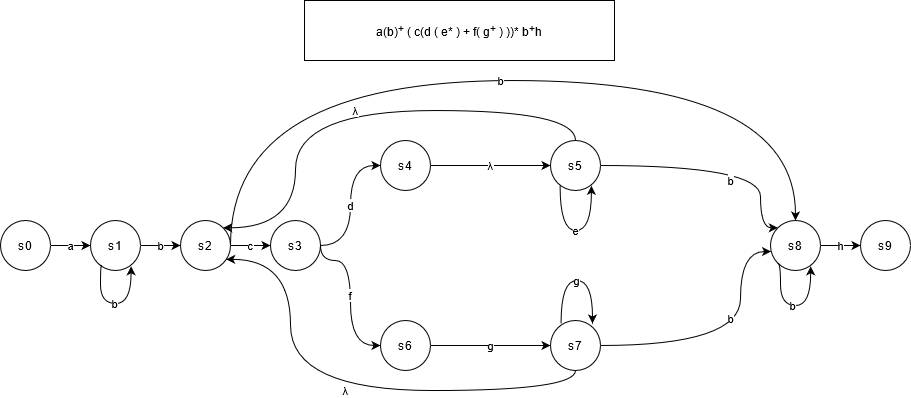 a(b)⁺ ( c(d ( e* ) + f( g⁺ ) ))* b⁺h
b
λ
s4
λ
s5
d
b
e
s0
a
s1
b
s2
c
s3
s8
h
s9
b
g
f
b
b
s6
g
s7
λ